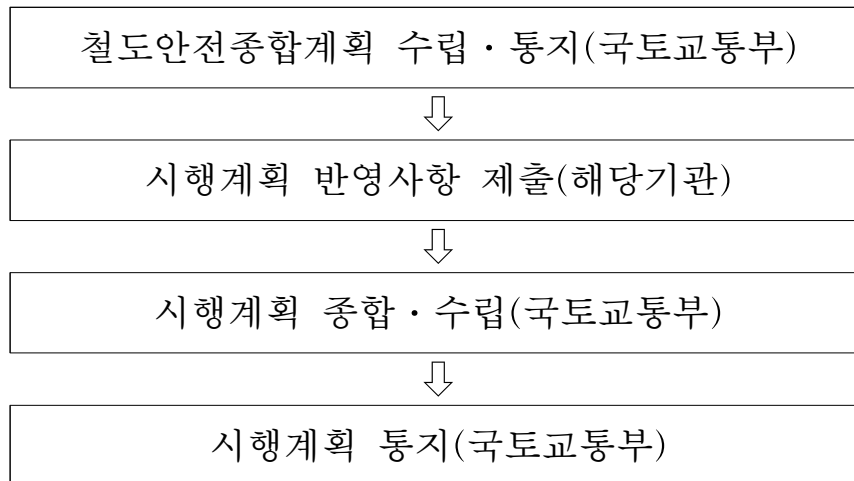 철도안전종합계획 수립·통지(국토교통부)
시행계획 반영사항 제출(해당기관)
시행계획 종합·수립(국토교통부)
시행계획 통지(국토교통부)